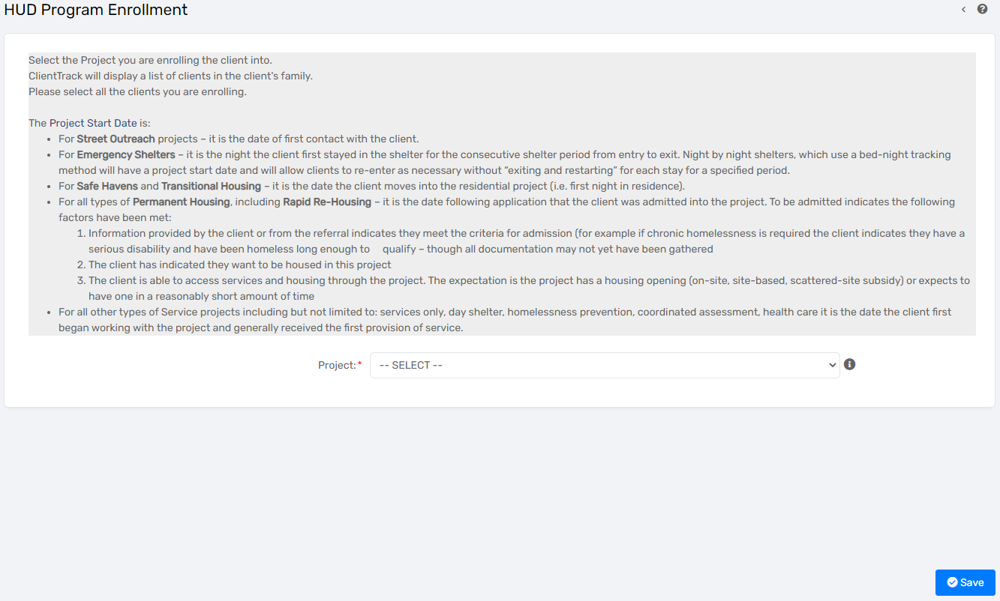 HUD Program Enrollment
Select the Project you are enrolling the client into.
ClientTrack will display a list of clients in the client's family.
Please select all the clients you are enrolling.
The Project Start Date is:
• For Street Outreach projects – it is the date of first contact with the client.
• For Emergency Shelters – it is the night the client first stayed in the shelter for the consecutive shelter period from entry to exit. Night by night shelters, which use a bed-night tracking
method will have a project start date and will allow clients to re-enter as necessary without “exiting and restarting” for each stay for a specified period.
• For Safe Havens and Transitional Housing – it is the date the client moves into the residential project (i.e. first night in residence).
• For all types of Permanent Housing, including Rapid Re-Housing – it is the date following application that the client was admitted into the project. To be admitted indicates the following
factors have been met:
1. Information provided by the client or from the referral indicates they meet the criteria for admission (for example if chronic homelessness is required the client indicates they have a
serious disability and have been homeless long enough to    qualify – though all documentation may not yet have been gathered
2. The client has indicated they want to be housed in this project
3. The client is able to access services and housing through the project. The expectation is the project has a housing opening (on-site, site-based, scattered-site subsidy) or expects to
have one in a reasonably short amount of time
• For all other types of Service projects including but not limited to: services only, day shelter, homelessness prevention, coordinated assessment, health care it is the date the client first
began working with the project and generally received the first provision of service.
Project:* -- SELECT --
Save